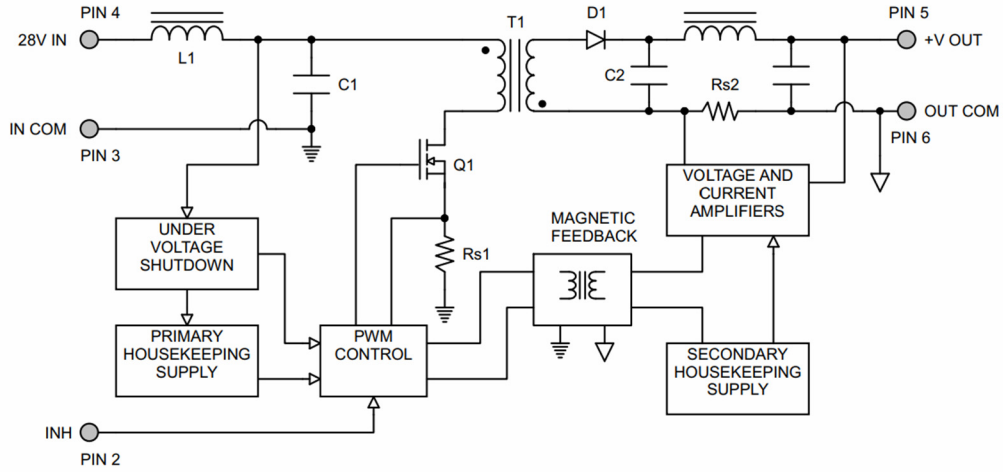 PIN 4
28V IN
L1
C1
IN COM
PIN 3
T1
D1
C2
Rs2
PIN 5
+V OUT
OUT COM
PIN 6
Q1
Rs1
UNDER
VOLTAGE
SHUTDOWN
PRIMARY
HOUSEKEEPING
SUPPLY
PWM
CONTROL
MAGNETIC
FEEDBACK
VOLTAGE AND
CURRENT
AMPLIFIERS
SECONDARY
HOUSEKEEPING
SUPPLY
INH
PIN 2